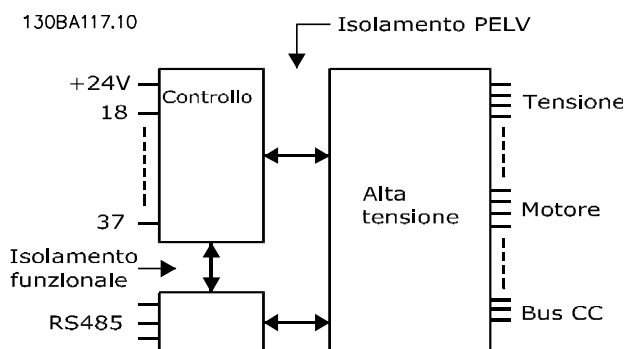 130BA117.10
Isolamento PELV
+24V
Controllo
18
Tensione
Alta
tensione
37
Motore
Isolamento
funzionale
RS485
Bus CC